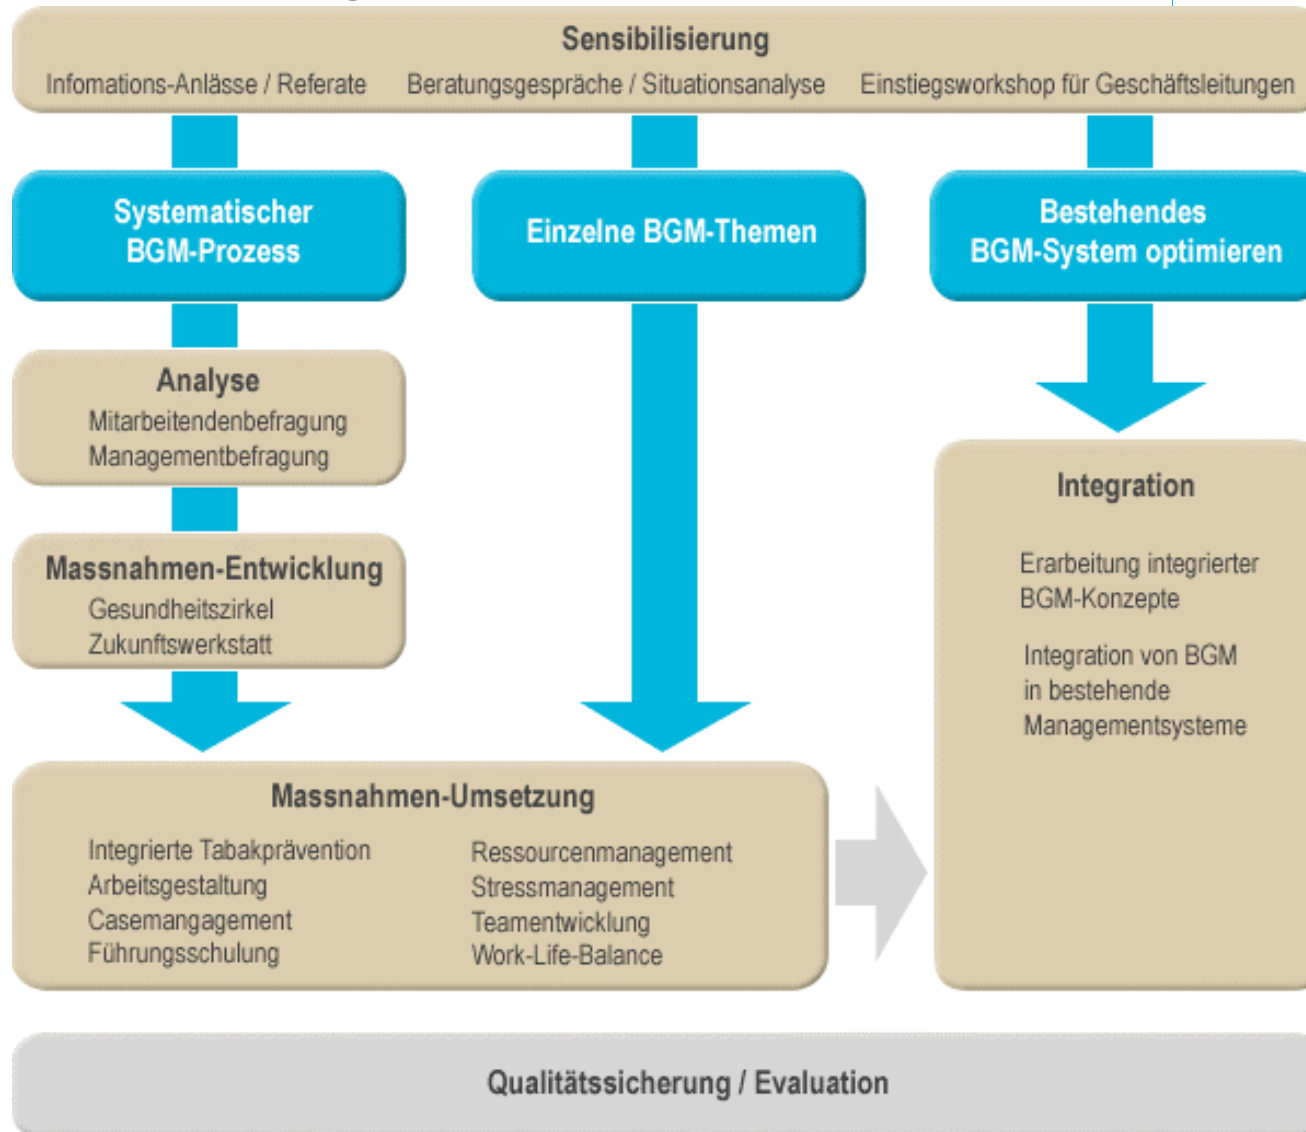 Sensibilisierung
Infomations-Anlässe / Referate
Beratungsgespräche / Situationsanalyse
Einstiegsworkshop für Geschäftsleitungen
Systematischer
BGM-Prozess
Einzelne BGM-Themen
Bestehendes
BGM-System optimieren
Analyse
Mitarbeitendenbefragung
Managementbefragung
Massnahmen-Entwicklung
Gesundheitszirkel
Zukunftswerkstatt
Massnahmen-Umsetzung
Integrierte Tabakprävention
Arbeitsgestaltung
Casemangagement
Führungsschulung
Ressourcenmanagement
Stressmanagement
Teamentwicklung
Work-Life-Balance
Integration
Erarbeitung integrierter
BGM-Konzepte
Integration von BGM
in bestehende
Managementsysteme
Qualitätssicherung / Evaluation